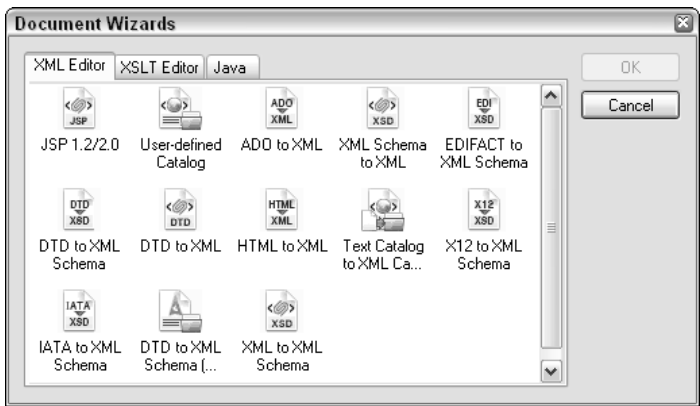 Document Wizards
XML Editor
XSLT Editor
Java
OK
Cancel
JSP
JSP 1.2/2.0
User-defined
Catalog
ADO
XML
ADO to XML
XSD
XML Schema
to XML
EDI
XSD
EDIFACT to
XML Schema
DTD
XSD
DTD to XML
Schema
DTD
DTD to XML
HTML
XML
HTML to XML
Text Catalog
to XML Ca...
X12
XSD
X12 to XML
Schema
IATA
XSD
IATA to XML
Schema
A
DTD to XML
Schema (...
XSD
XML to XML
Schema